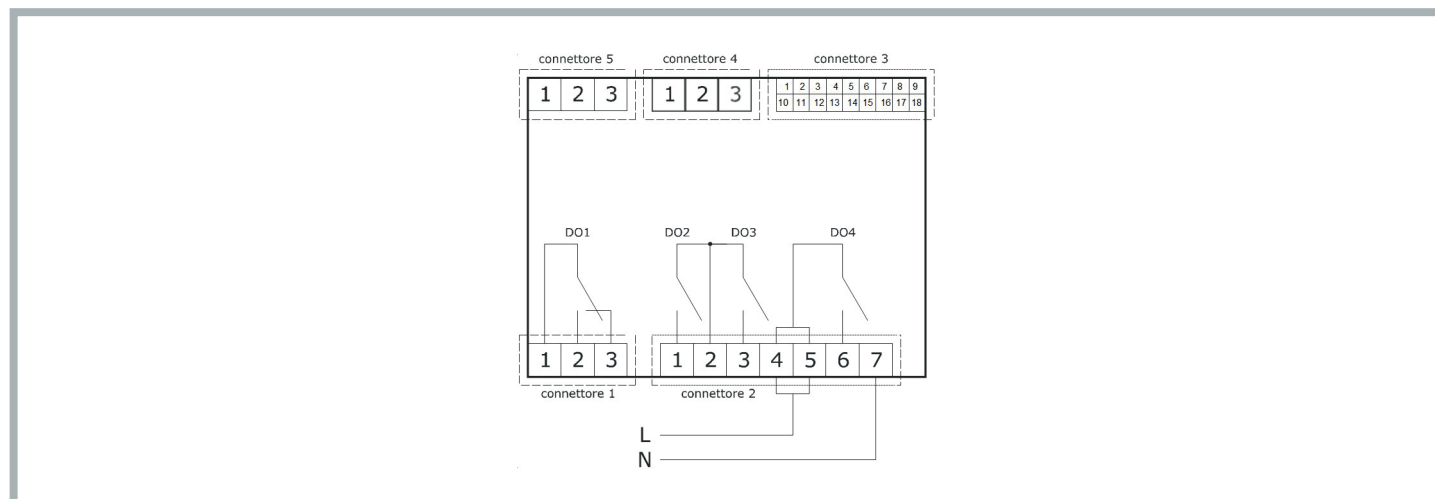 connettore 5 connettore 4 connettore 3
1 2 3 1 2 3 1 2 3 4 5 6 7 8 9
10 11 12 13 14 15 16 17 18
DO1 DO2 DO3 DO4
1 2 3 1 2 3 4 5 6 7
connettore 1 connettore 2
L
N